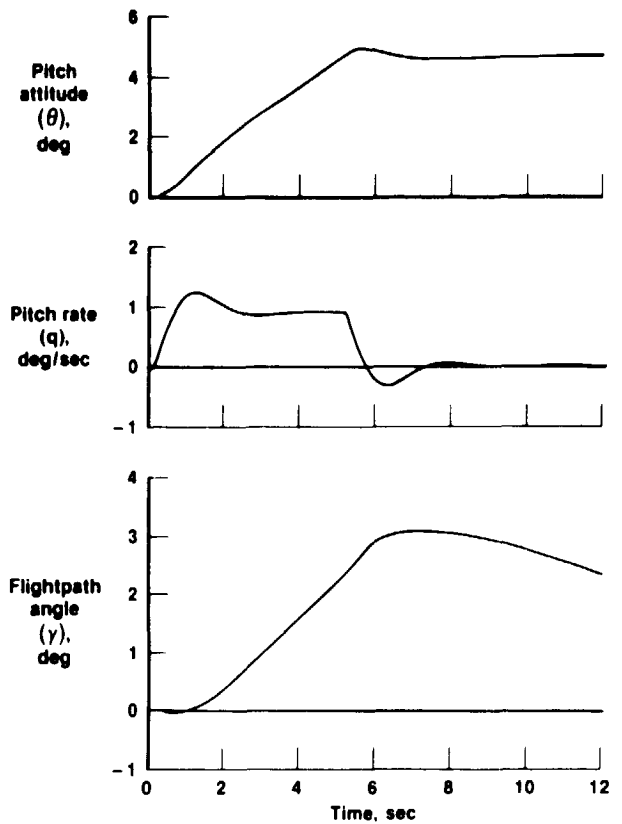 6
4
2
0
Pitch
attitude
(θ),
deg
2
1
0
−1
Pitch rate
(q),
deg/sec
4
3
2
1
0
−1
Flightpath
angle
(γ),
deg
0 2 4 6 8 10 12
Time, sec